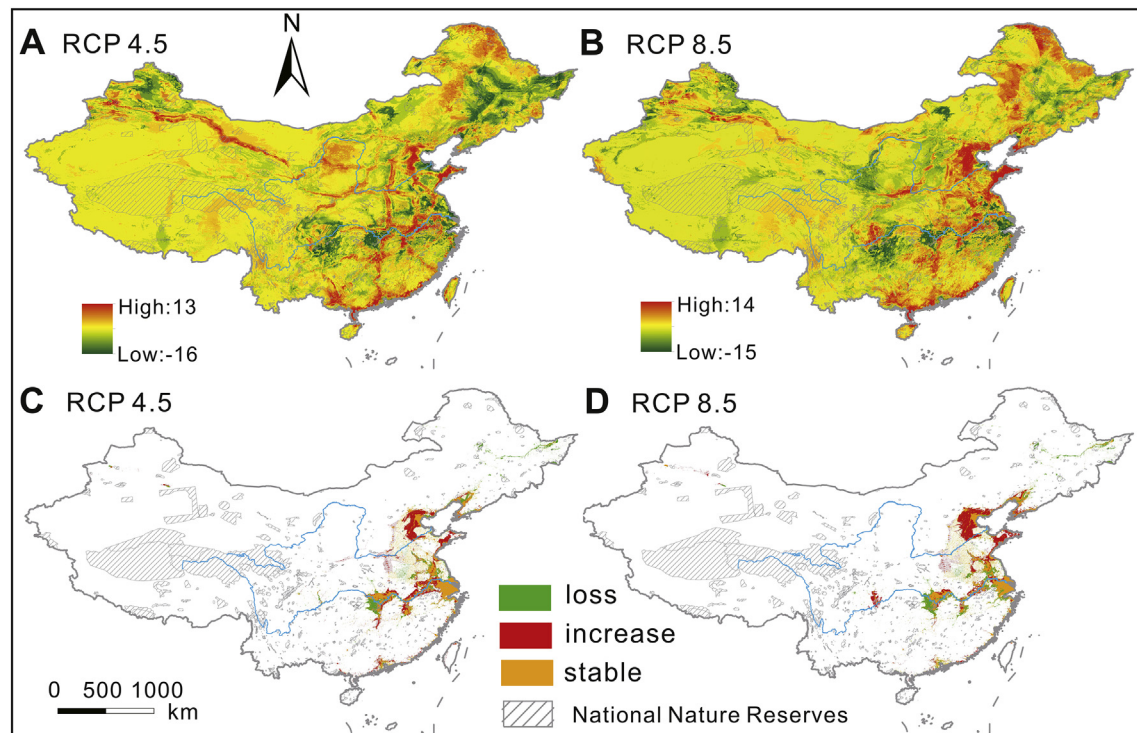 A RCP 4.5
N
B RCP 8.5
High:13
Low:-16
High:14
Low:-15
C RCP 4.5
D RCP 8.5
loss
increase
stable
National Nature Reserves
0 500 1000
km